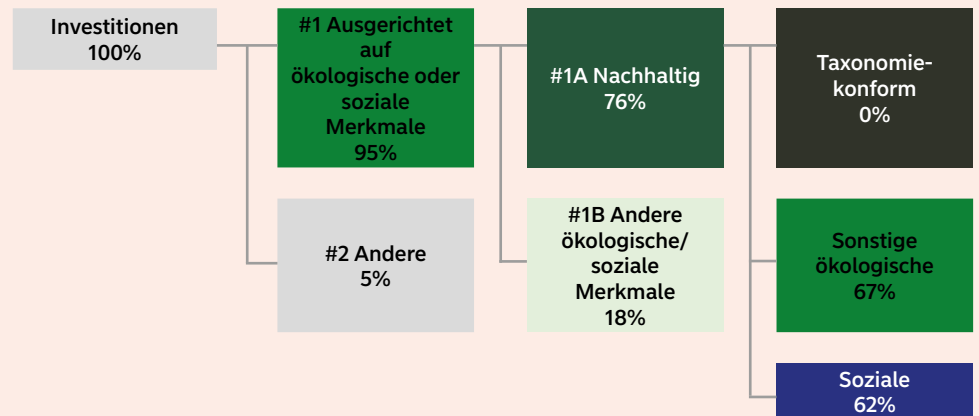 Investitionen
100%
#1 Ausgerichtet
auf
ökologische oder
soziale
Merkmale
95%
#1A Nachhaltig
76%
Taxonomie-
konform
0%
#2 Andere
5%
#1B Andere
ökologische/
soziale
Merkmale
18%
Sonstige
ökologische
67%
Soziale
62%